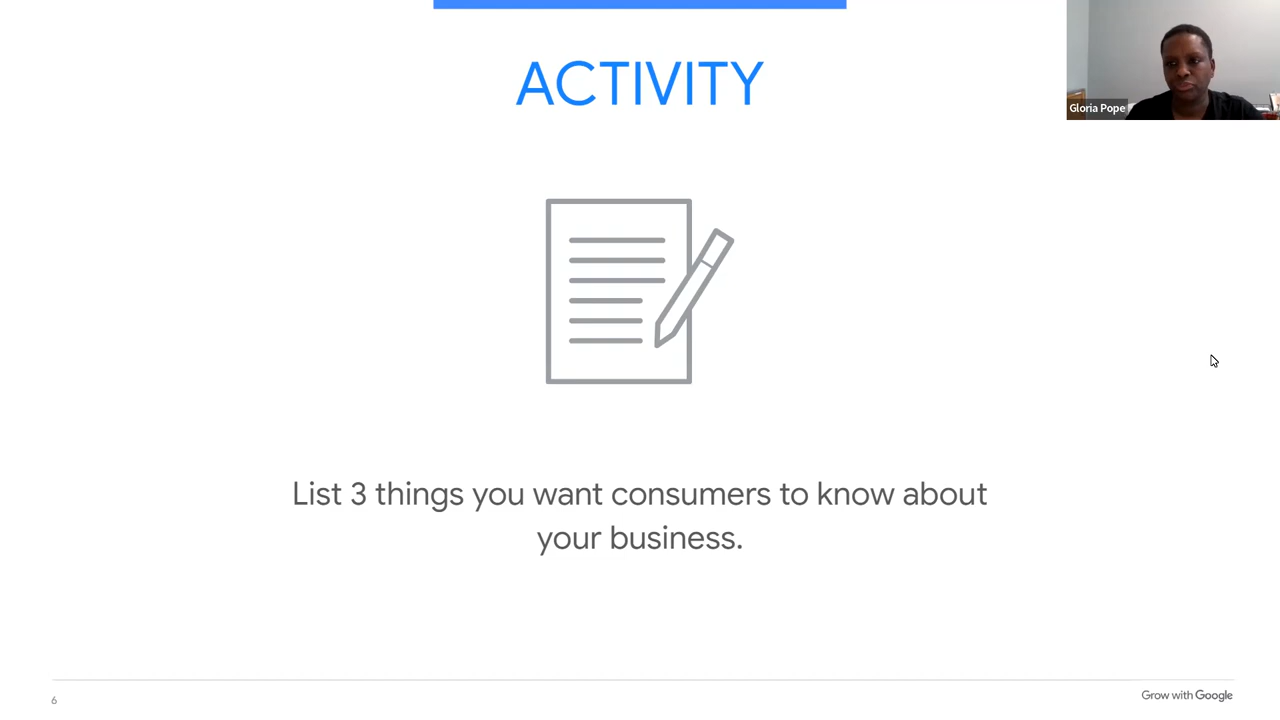 ACTIVITY
Gloria Pope
List 3 things you want consumers to know about
your business.
6
Grow with Google